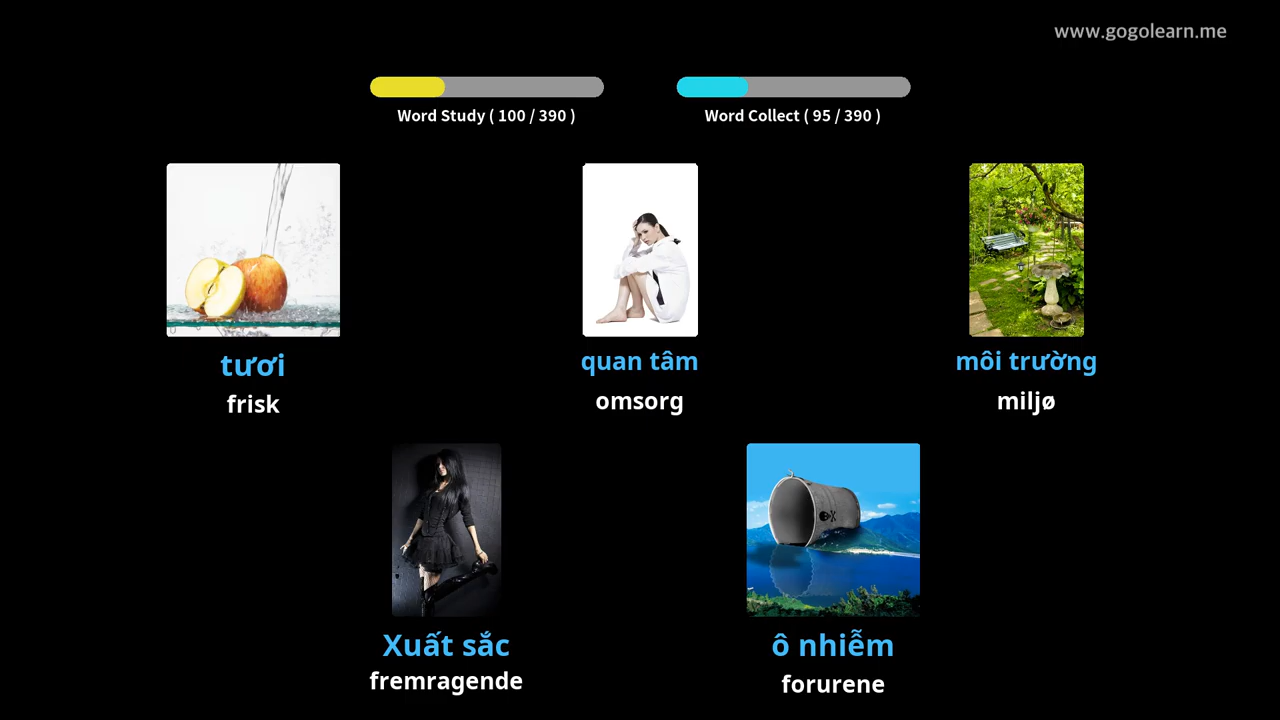 www.gogolearn.me
Word Study ( 100 / 390 )
Word Collect ( 95 / 390 )
tươi
frisk
quan tâm
omsorg
môi trường
miljø
Xuất sắc
fremragende
ô nhiễm
forurene